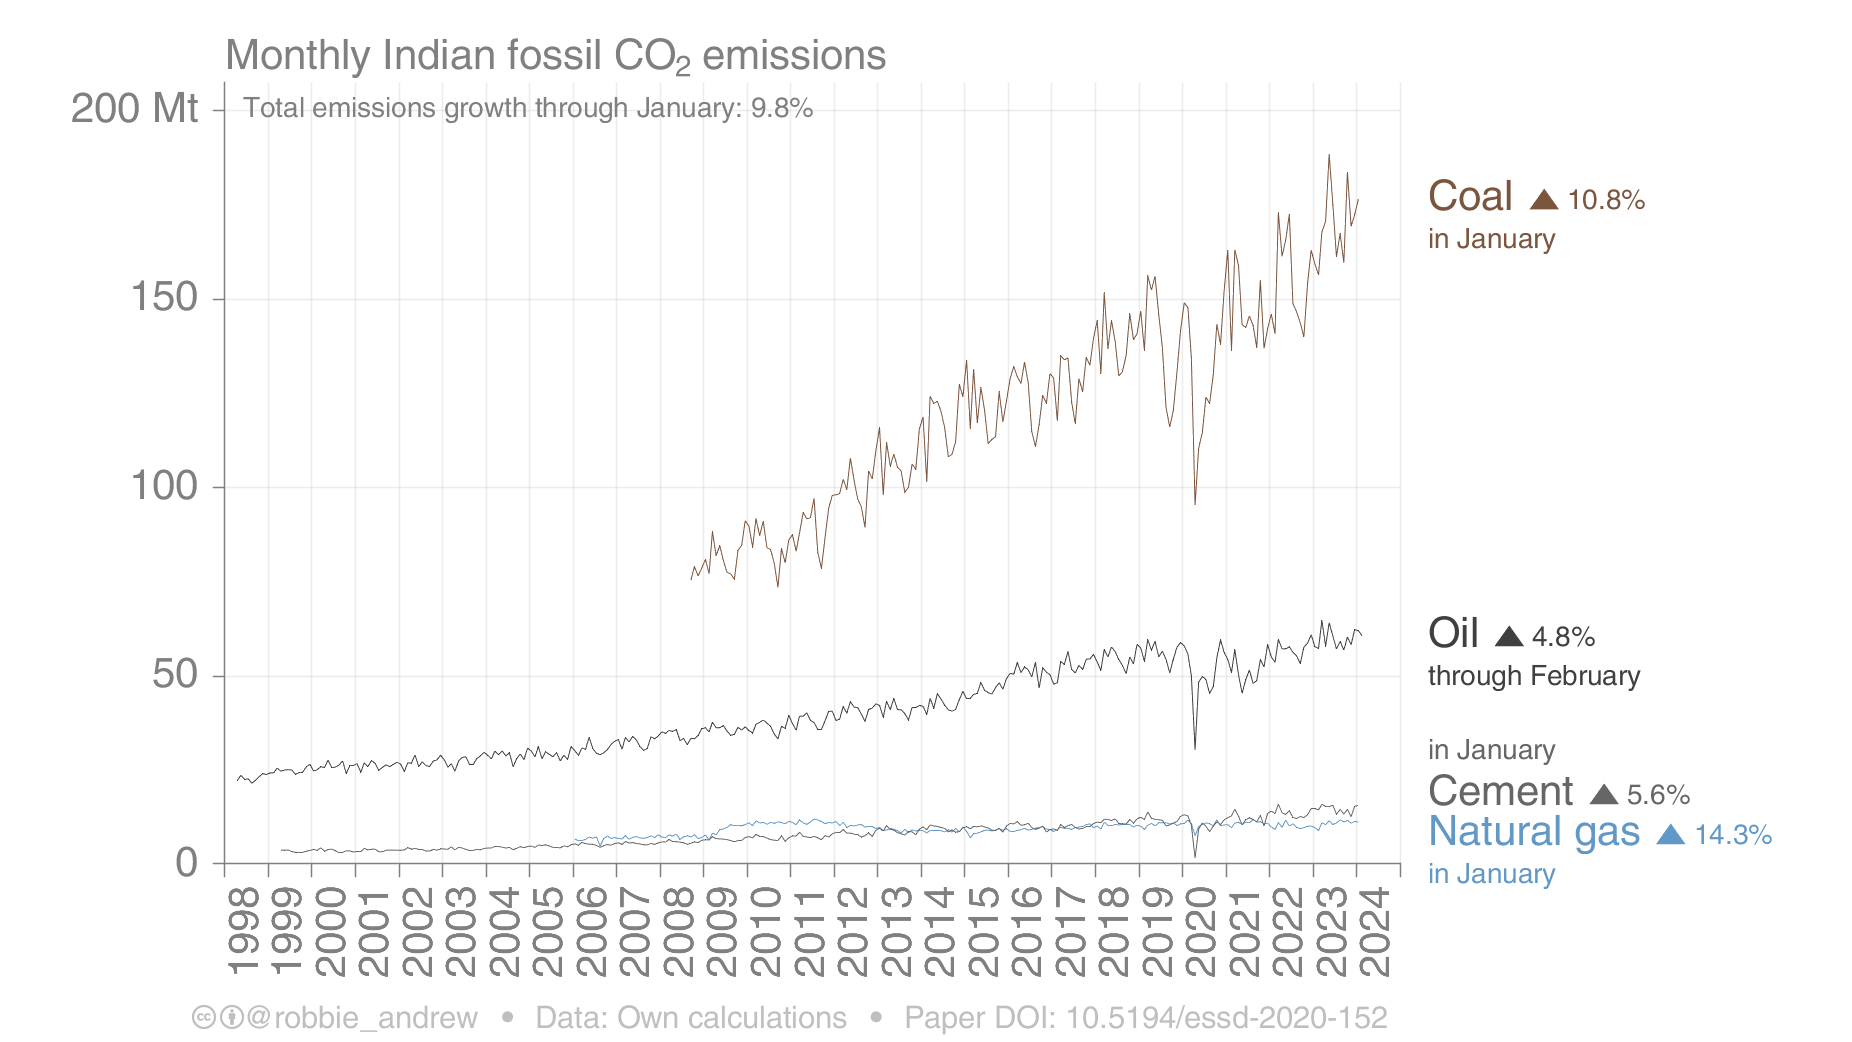 Monthly Indian fossil CO₂ emissions
Total emissions growth through January: 9.8%
200 Mt
150
100
50
0
Coal ▲ 10.8%
in January
Oil ▲ 4.8%
through February
in January
Cement ▲ 5.6%
Natural gas ▲ 14.3%
in January
1998 1999 2000 2001 2002 2003 2004 2005 2006 2007 2008 2009 2010 2011 2012 2013 2014 2015 2016 2017 2018 2019 2020 2021 2022 2023 2024
@robbie_andrew • Data: Own calculations • Paper DOI: 10.5194/essd-2020-152